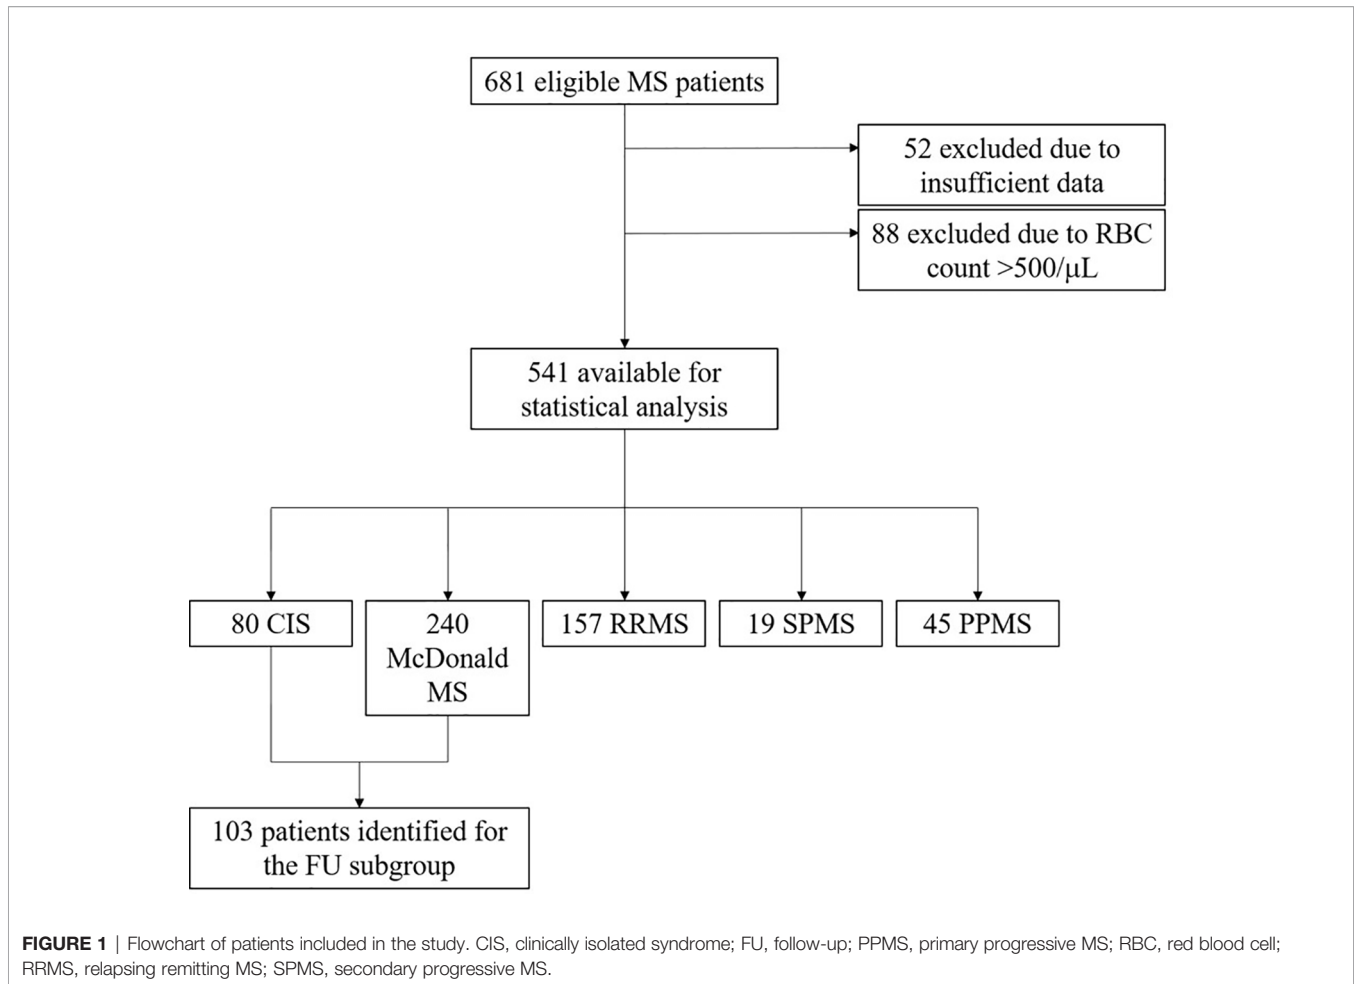 681 eligible MS patients
52 excluded due to
insufficient data
88 excluded due to RBC
count >500/μL
541 available for
statistical analysis
80 CIS
240
McDonald
MS
157 RRMS
19 SPMS
45 PPMS
103 patients identified for
the FU subgroup
FIGURE 1 | Flowchart of patients included in the study. CIS, clinically isolated syndrome; FU, follow-up; PPMS, primary progressive MS; RBC, red blood cell;
RRMS, relapsing remitting MS; SPMS, secondary progressive MS.